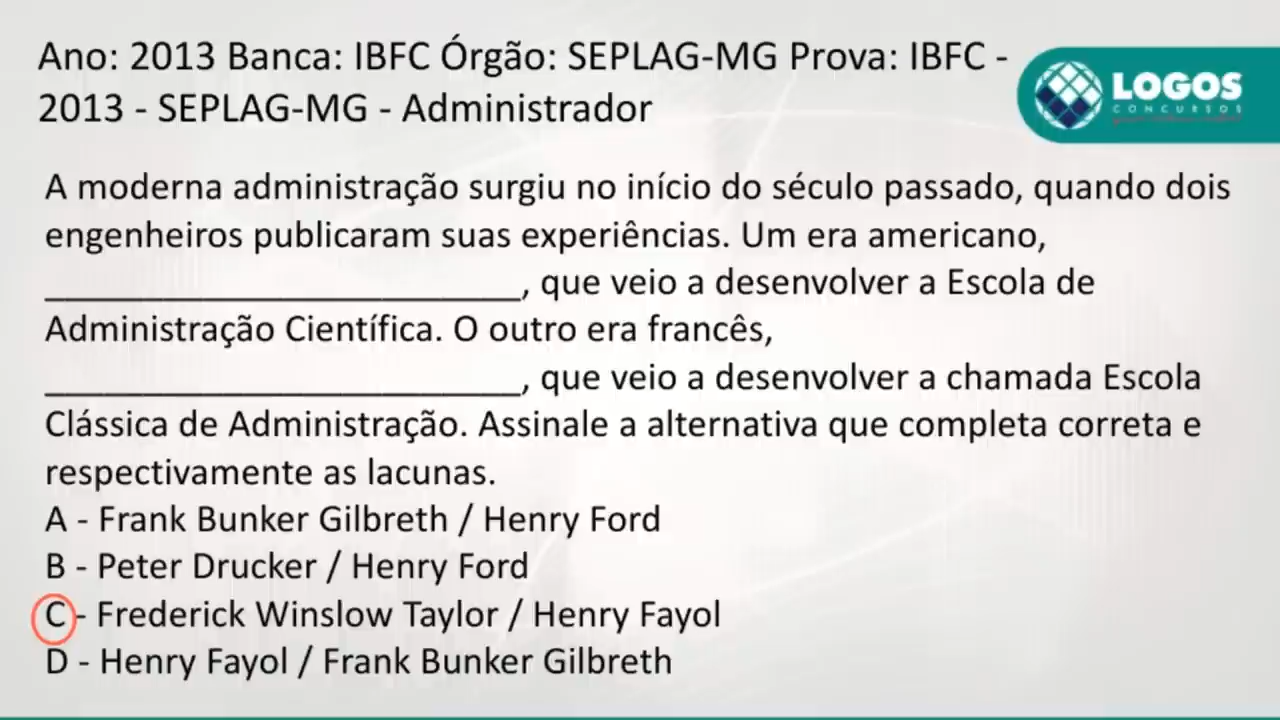 Ano: 2013 Banca: IBFC Órgão: SEPLAG-MG Prova: IBFC -
2013 - SEPLAG-MG - Administrador
LOGOS
CONCURSOS
A moderna administração surgiu no início do século passado, quando dois
engenheiros publicaram suas experiências. Um era americano,
________________________, que veio a desenvolver a Escola de
Administração Científica. O outro era francês,
________________________, que veio a desenvolver a chamada Escola
Clássica de Administração. Assinale a alternativa que completa correta e
respectivamente as lacunas.
A - Frank Bunker Gilbreth / Henry Ford
B - Peter Drucker / Henry Ford
C - Frederick Winslow Taylor / Henry Fayol
D - Henry Fayol / Frank Bunker Gilbreth